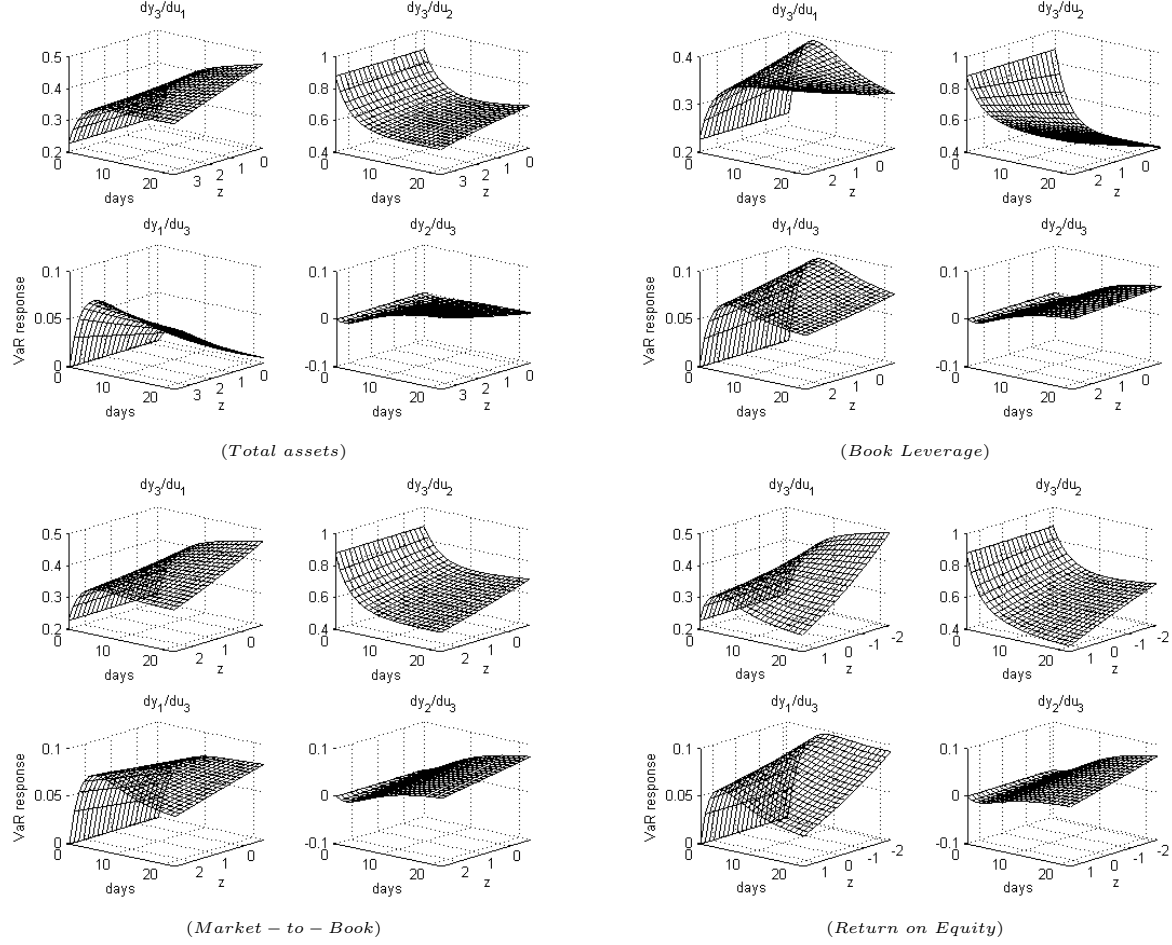 dy3/du1
0.5
0.4
0.3
0.2
0
10
20
days
3
2
1
0
z
dy3/du2
1
0.8
0.6
0.4
0
10
20
days
3
2
1
0
z
dy1/du3
VaR response
0.1
0.05
0
0
10
20
days
3
2
1
0
z
dy2/du3
0.1
0
-0.1
0
10
20
days
3
2
1
0
z
(Total assets)
dy3/du1
0.4
0.3
0.2
0
10
20
days
2
1
0
z
dy3/du2
1
0.8
0.6
0.4
0
10
20
days
2
1
0
z
dy1/du3
VaR response
0.1
0.05
0
0
10
20
days
2
1
0
z
dy2/du3
0.1
0
-0.1
0
10
20
days
2
1
0
z
(Book Leverage)
dy3/du1
0.5
0.4
0.3
0.2
0
10
20
days
2
1
0
z
dy3/du2
1
0.8
0.6
0.4
0
10
20
days
2
1
0
z
dy1/du3
VaR response
0.1
0.05
0
0
10
20
days
2
1
0
z
dy2/du3
0.1
0
-0.1
0
10
20
days
2
1
0
z
(Market – to – Book)
dy3/du1
0.5
0.4
0.3
0.2
0
10
20
days
1
0
-1
-2
z
dy3/du2
1
0.8
0.6
0.4
0
10
20
days
1
0
-1
-2
z
dy1/du3
VaR response
0.1
0.05
0
0
10
20
days
1
0
-1
-2
z
dy2/du3
0.1
0
-0.1
0
10
20
days
1
0
-1
-2
z
(Return on Equity)